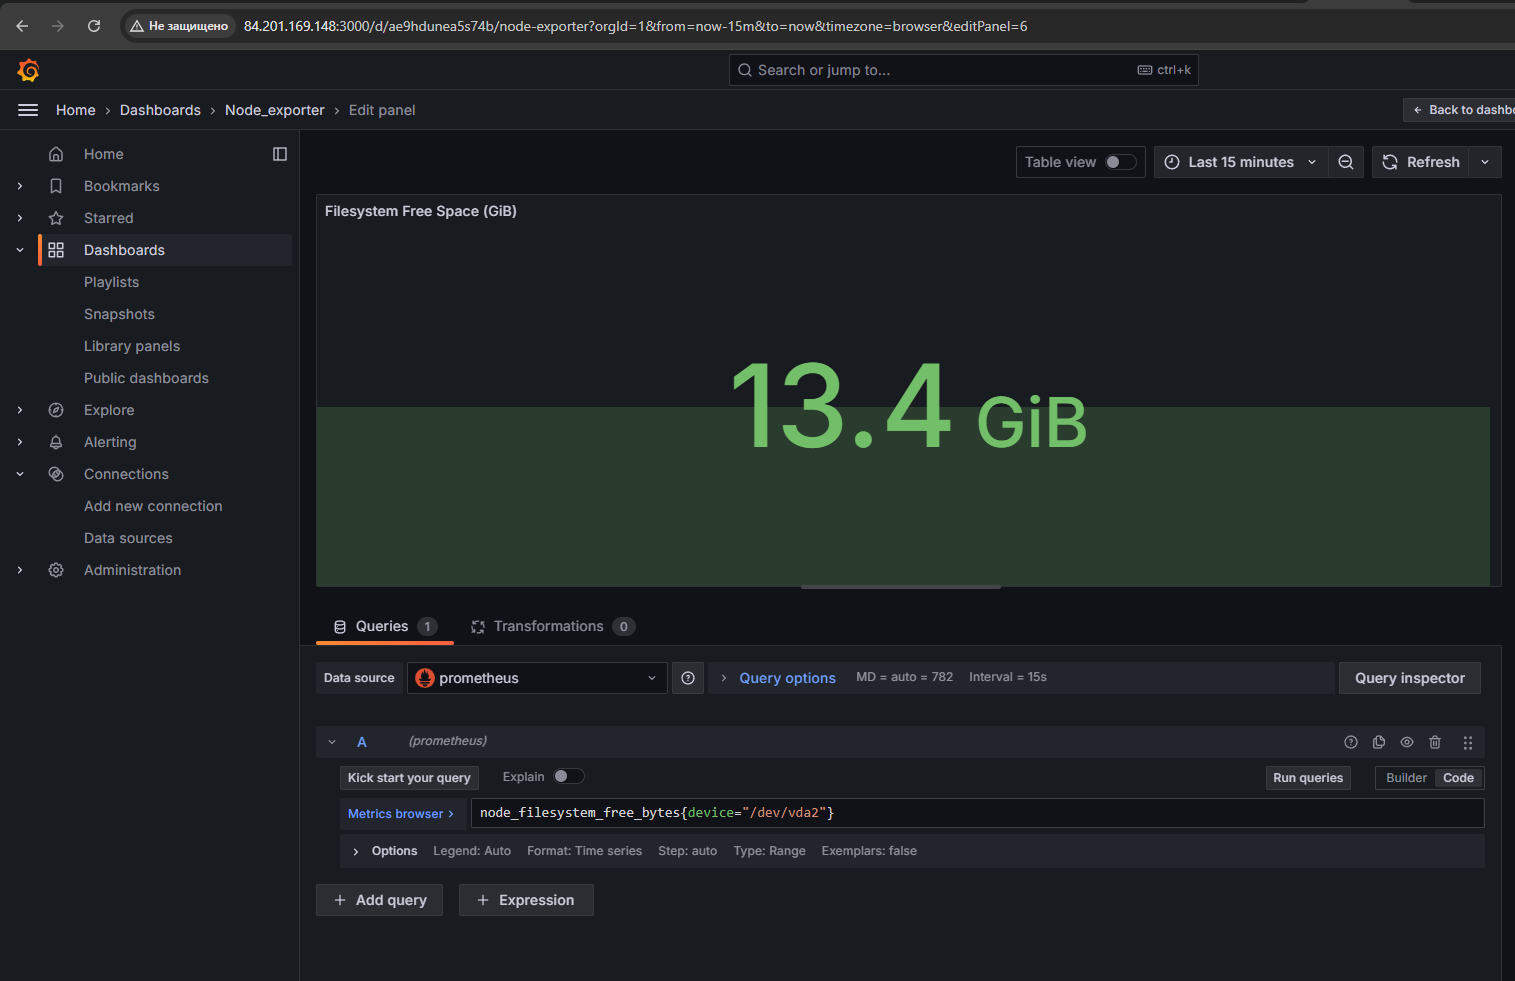 Не защищено 84.201.169.148:3000/d/ae9hdunea5s74b/node-exporter?orgId=1&from=now-15m&to=now&timezone=browser&editPanel=6
Search or jump to... ctrl+k
Home › Dashboards › Node_exporter › Edit panel
Back to dashbo
Home
Bookmarks
Starred
Dashboards
Playlists
Snapshots
Library panels
Public dashboards
Explore
Alerting
Connections
Add new connection
Data sources
Administration
Table view Last 15 minutes Refresh
Filesystem Free Space (GiB)
13.4 GiB
Queries 1 Transformations 0
Data source prometheus Query options MD = auto = 782 Interval = 15s Query inspector
A (prometheus)
Kick start your query Explain Run queries Builder Code
Metrics browser › node_filesystem_free_bytes{device="/dev/vda2"}
Options Legend: Auto Format: Time series Step: auto Type: Range Exemplars: false
+ Add query + Expression